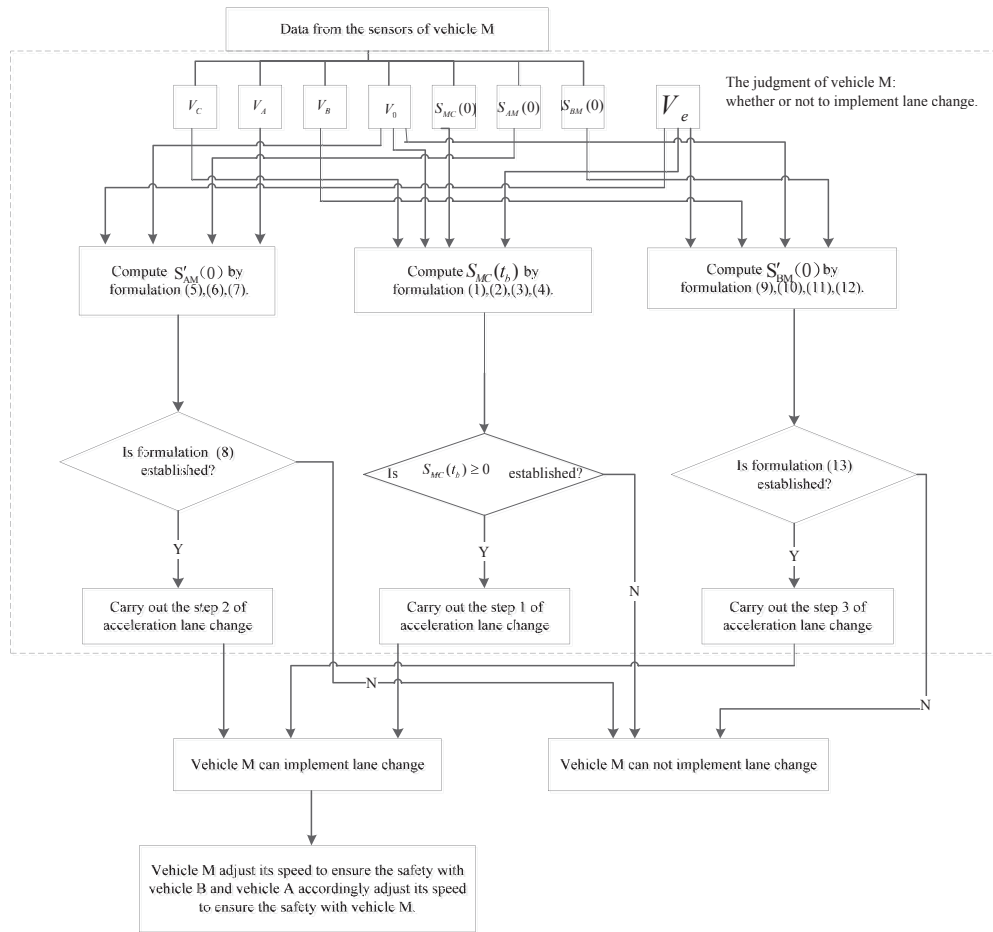 Data from the sensors of vehicle M
The judgment of vehicle M:
whether or not to implement lane change.
V_C
V_A
V_B
V_0
S_MC(0)
S_AM(0)
S_BM(0)
V_e
Compute S'_AM(0) by
formulation (5),(6),(7).
Compute S_MC(t_b) by
formulation (1),(2),(3),(4).
Compute S'_BM(0) by
formulation (9),(10),(11),(12).
Is formulation (8)
established?
Is S_MC(t_b) ≥ 0 established?
Is formulation (13)
established?
Y
Y
Y
N
Carry out the step 2 of
acceleration lane change
Carry out the step 1 of
acceleration lane change
Carry out the step 3 of
acceleration lane change
N
N
Vehicle M can implement lane change
Vehicle M can not implement lane change
Vehicle M adjust its speed to ensure the safety with
vehicle B and vehicle A accordingly adjust its speed
to ensure the safety with vehicle M.